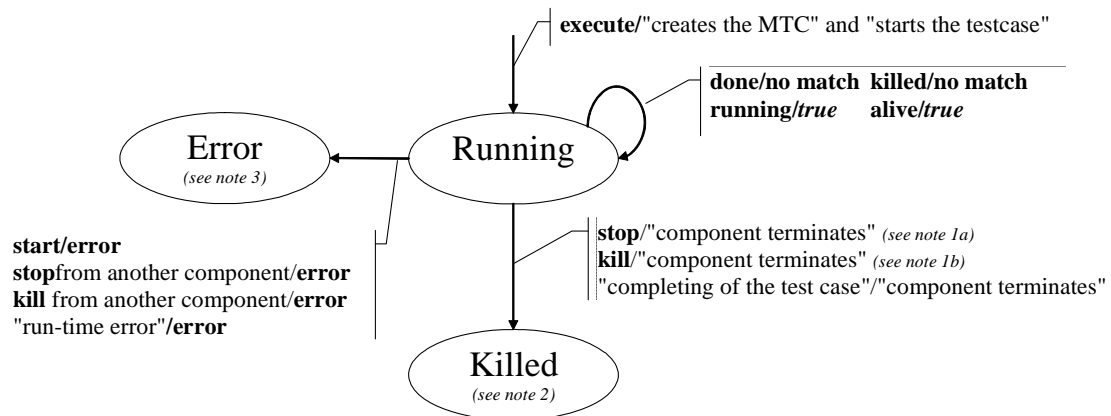 execute/"creates the MTC" and "starts the testcase"
done/no match killed/no match
running/true alive/true
Error
(see note 3)
Running
start/error
stopfrom another component/error
kill from another component/error
"run-time error"/error
stop/"component terminates" (see note 1a)
kill/"component terminates" (see note 1b)
"completing of the test case"/"component terminates"
Killed
(see note 2)